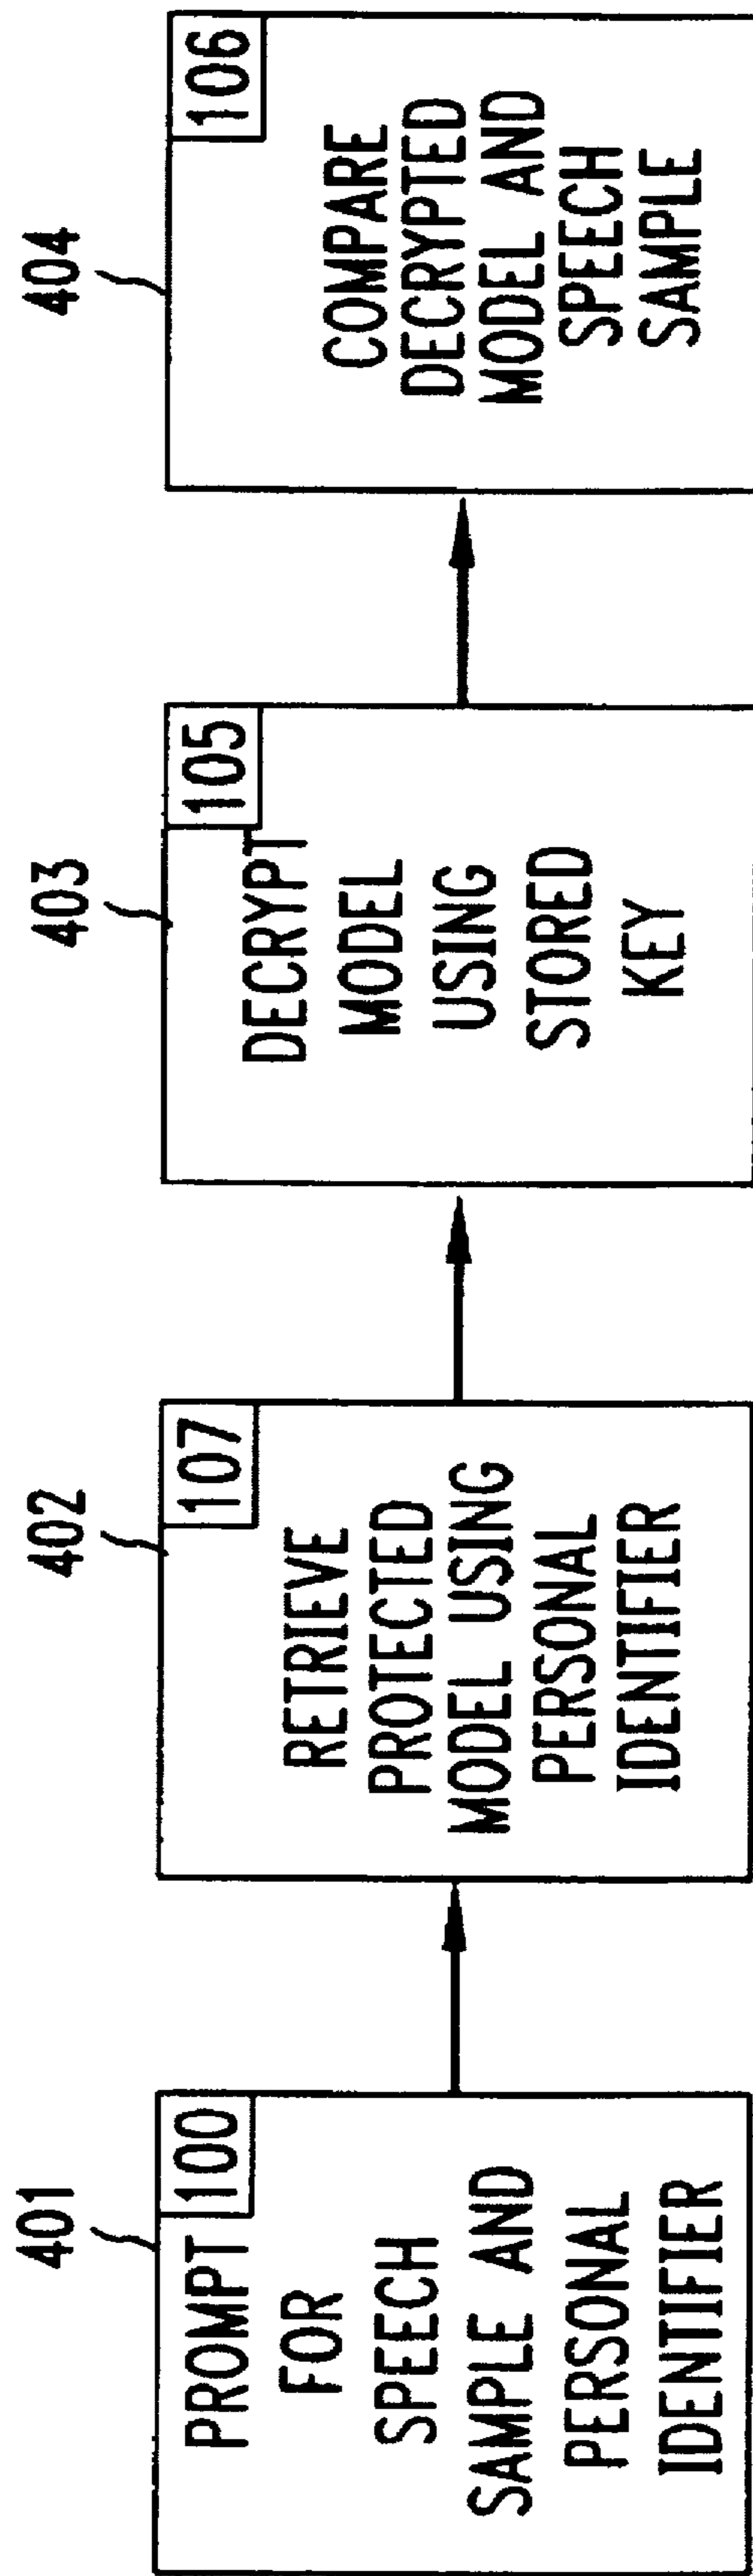 401
100
PROMPT
FOR
SPEECH
SAMPLE AND
PERSONAL
IDENTIFIER
402
107
RETRIEVE
PROTECTED
MODEL USING
PERSONAL
IDENTIFIER
403
105
DECRYPT
MODEL
USING
STORED
KEY
404
106
COMPARE
DECRYPTED
MODEL AND
SPEECH
SAMPLE